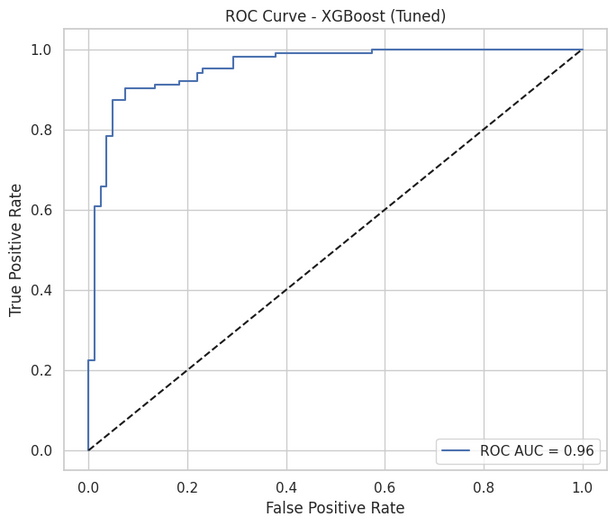 ROC Curve - XGBoost (Tuned)
1.0
0.8
0.6
0.4
0.2
0.0
True Positive Rate
ROC AUC = 0.96
0.0 0.2 0.4 0.6 0.8 1.0
False Positive Rate